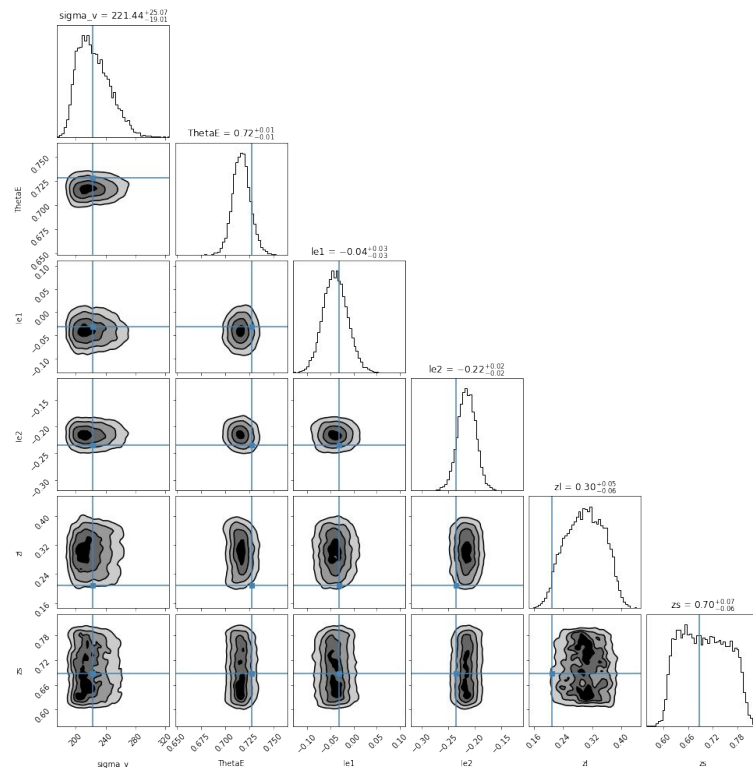 sigma_v = 221.44+25.07 −19.01
ThetaE = 0.72+0.01 −0.01
0.750
0.725
0.700
0.675
0.650
ThetaE
le1 = −0.04+0.03 −0.03
0.10
0.05
0.00
−0.05
−0.10
le1
le2 = −0.22+0.02 −0.02
−0.15
−0.20
−0.25
−0.30
le2
zl = 0.30+0.05 −0.06
0.40
0.32
0.24
0.16
zl
zs = 0.70+0.07 −0.06
0.78
0.72
0.66
0.60
zs
200 240 280 320 0.650 0.675 0.700 0.725 0.750 −0.10 −0.05 0.00 0.05 0.10 −0.30 −0.25 −0.20 −0.15 0.16 0.24 0.32 0.40 0.60 0.66 0.72 0.78
sigma_v ThetaE le1 le2 zl zs